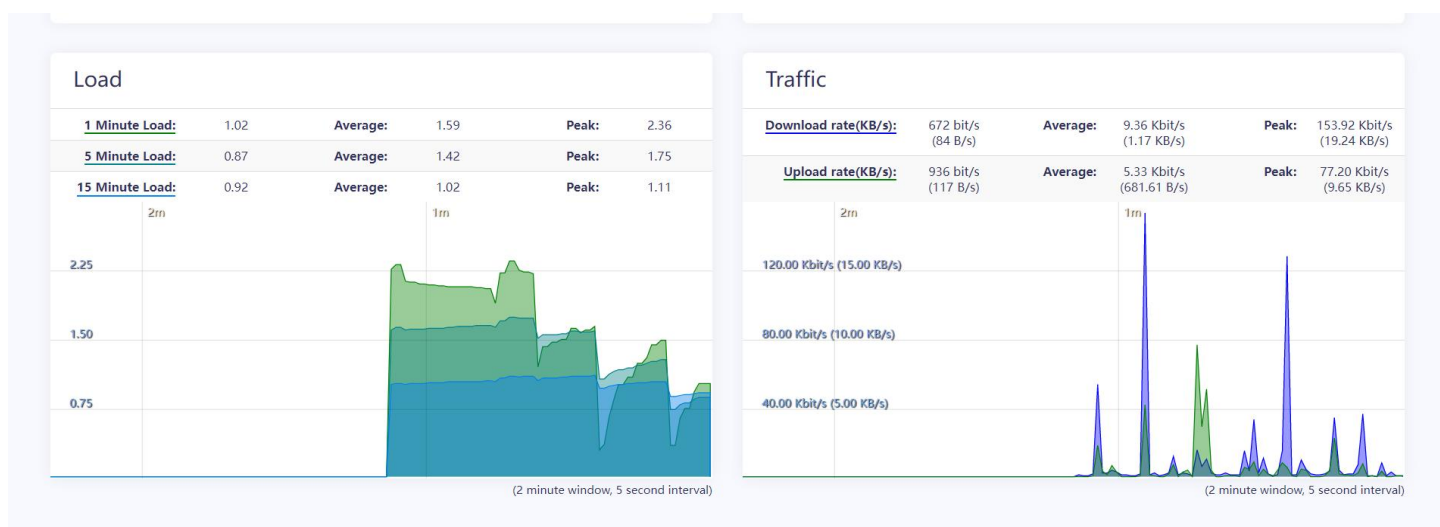 Load
1 Minute Load: 1.02 Average: 1.59 Peak: 2.36
5 Minute Load: 0.87 Average: 1.42 Peak: 1.75
15 Minute Load: 0.92 Average: 1.02 Peak: 1.11
2m 1m
2.25
1.50
0.75
(2 minute window, 5 second interval)
Traffic
Download rate(KB/s): 672 bit/s Average: 9.36 Kbit/s Peak: 153.92 Kbit/s
(84 B/s) (1.17 KB/s) (19.24 KB/s)
Upload rate(KB/s): 936 bit/s Average: 5.33 Kbit/s Peak: 77.20 Kbit/s
(117 B/s) (681.61 B/s) (9.65 KB/s)
2m 1m
120.00 Kbit/s (15.00 KB/s)
80.00 Kbit/s (10.00 KB/s)
40.00 Kbit/s (5.00 KB/s)
(2 minute window, 5 second interval)